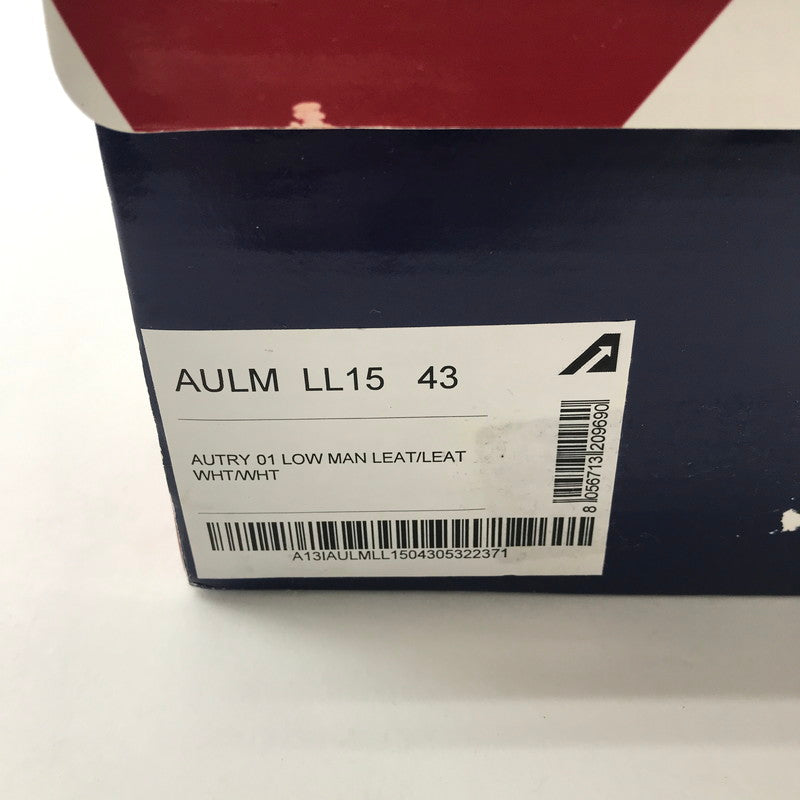 AULM LL15 43
AUTRY 01 LOW MAN LEAT/LEAT
WHT/WHT
8 056713 209690
A13IAULMLL1504305322371